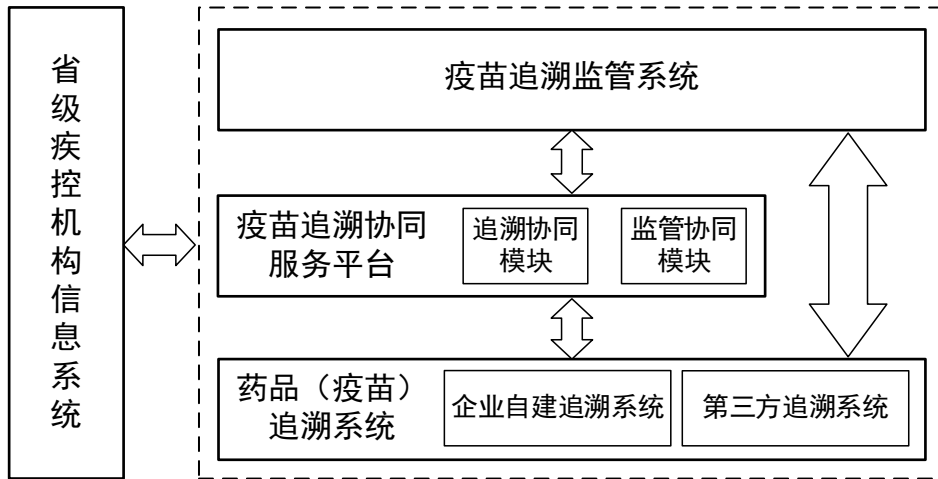 省级疾控机构信息系统
疫苗追溯监管系统
疫苗追溯协同
服务平台
追溯协同
模块
监管协同
模块
药品（疫苗）
追溯系统
企业自建追溯系统
第三方追溯系统